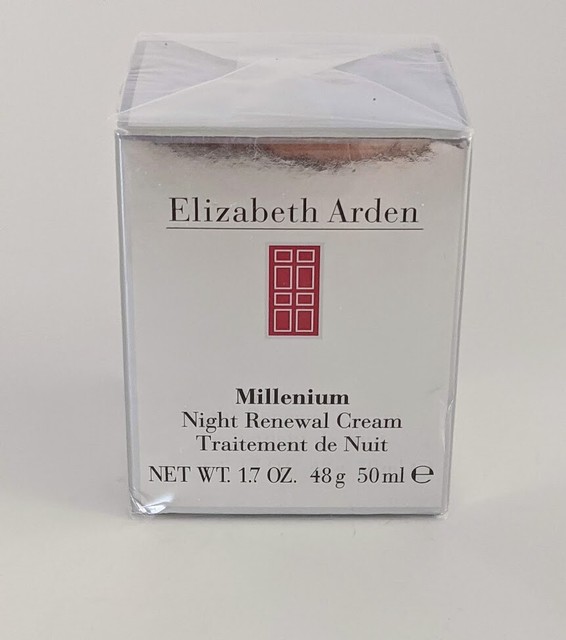 Elizabeth Arden
Millenium
Night Renewal Cream
Traitement de Nuit
NET WT. 1.7 OZ. 48g 50ml ℮